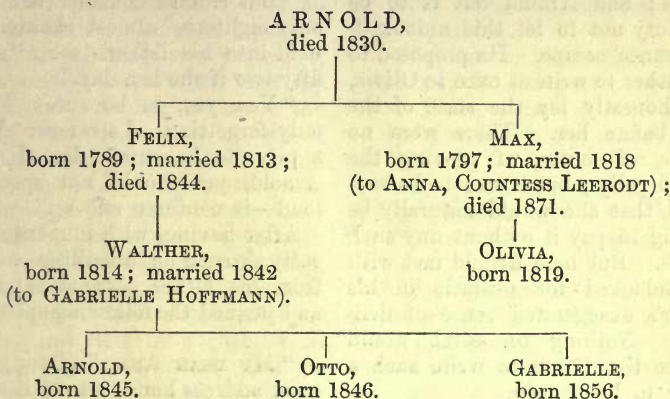 ARNOLD,
died 1830.
FELIX,
born 1789; married 1813;
died 1844.
MAX,
born 1797; married 1818
(to ANNA, COUNTESS LEERODT);
died 1871.
WALTHER,
born 1814; married 1842
(to GABRIELLE HOFFMANN).
OLIVIA,
born 1819.
ARNOLD,
born 1845.
OTTO,
born 1846.
GABRIELLE,
born 1856.